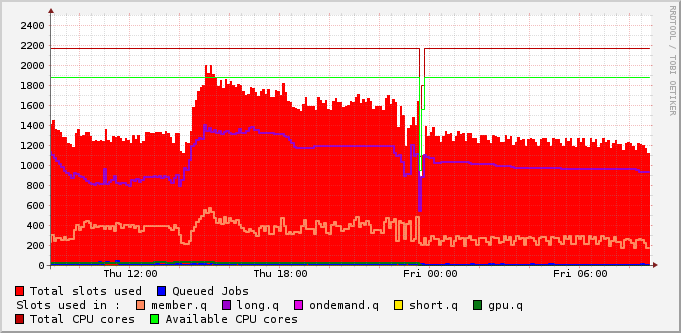 2400
2200
2000
1800
1600
1400
1200
1000
800
600
400
200
0
Thu 12:00 Thu 18:00 Fri 00:00 Fri 06:00
Total slots used Queued Jobs
Slots used in : member.q long.q ondemand.q short.q gpu.q
Total CPU cores Available CPU cores
RRDTOOL / TOBI OETIKER